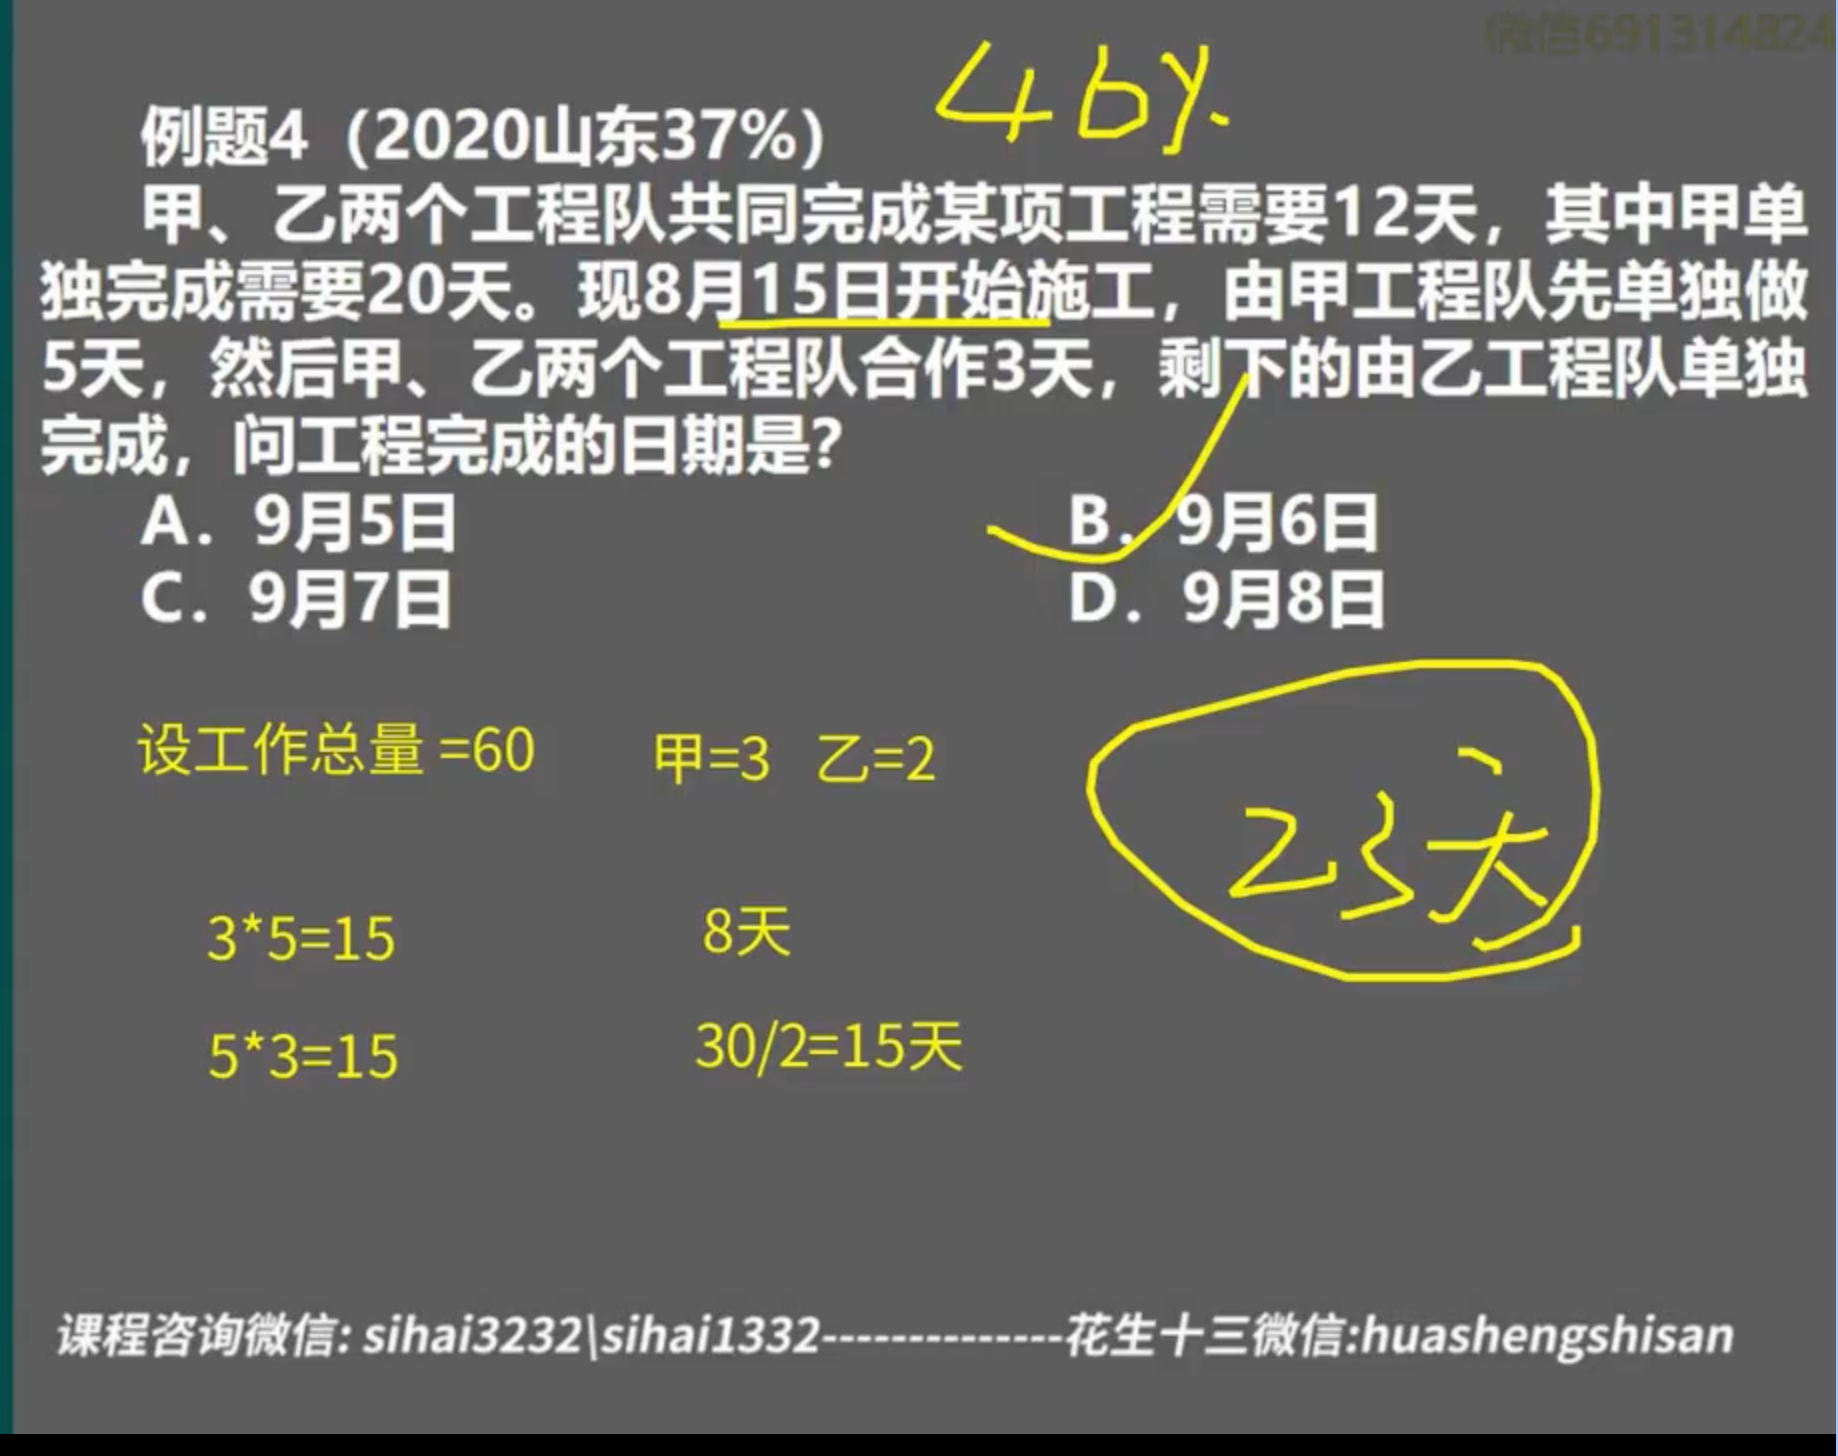 微信691314824
46%
例题4（2020山东37%）
甲、乙两个工程队共同完成某项工程需要12天，其中甲单
独完成需要20天。现8月15日开始施工，由甲工程队先单独做
5天，然后甲、乙两个工程队合作3天，剩下的由乙工程队单独
完成，问工程完成的日期是？
A．9月5日 B．9月6日
C．9月7日 D．9月8日
设工作总量 =60 甲=3 乙=2
23天
3*5=15 8天
5*3=15 30/2=15天
课程咨询微信: sihai3232\sihai1332--------------花生十三微信:huashengshisan